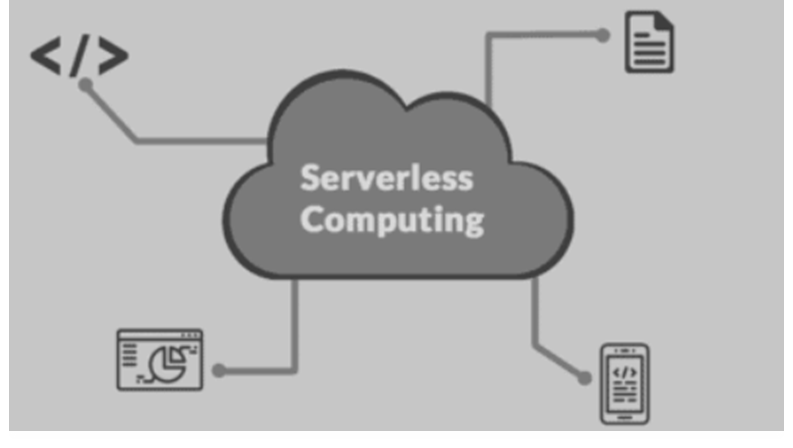 </>
Serverless
Computing
</>